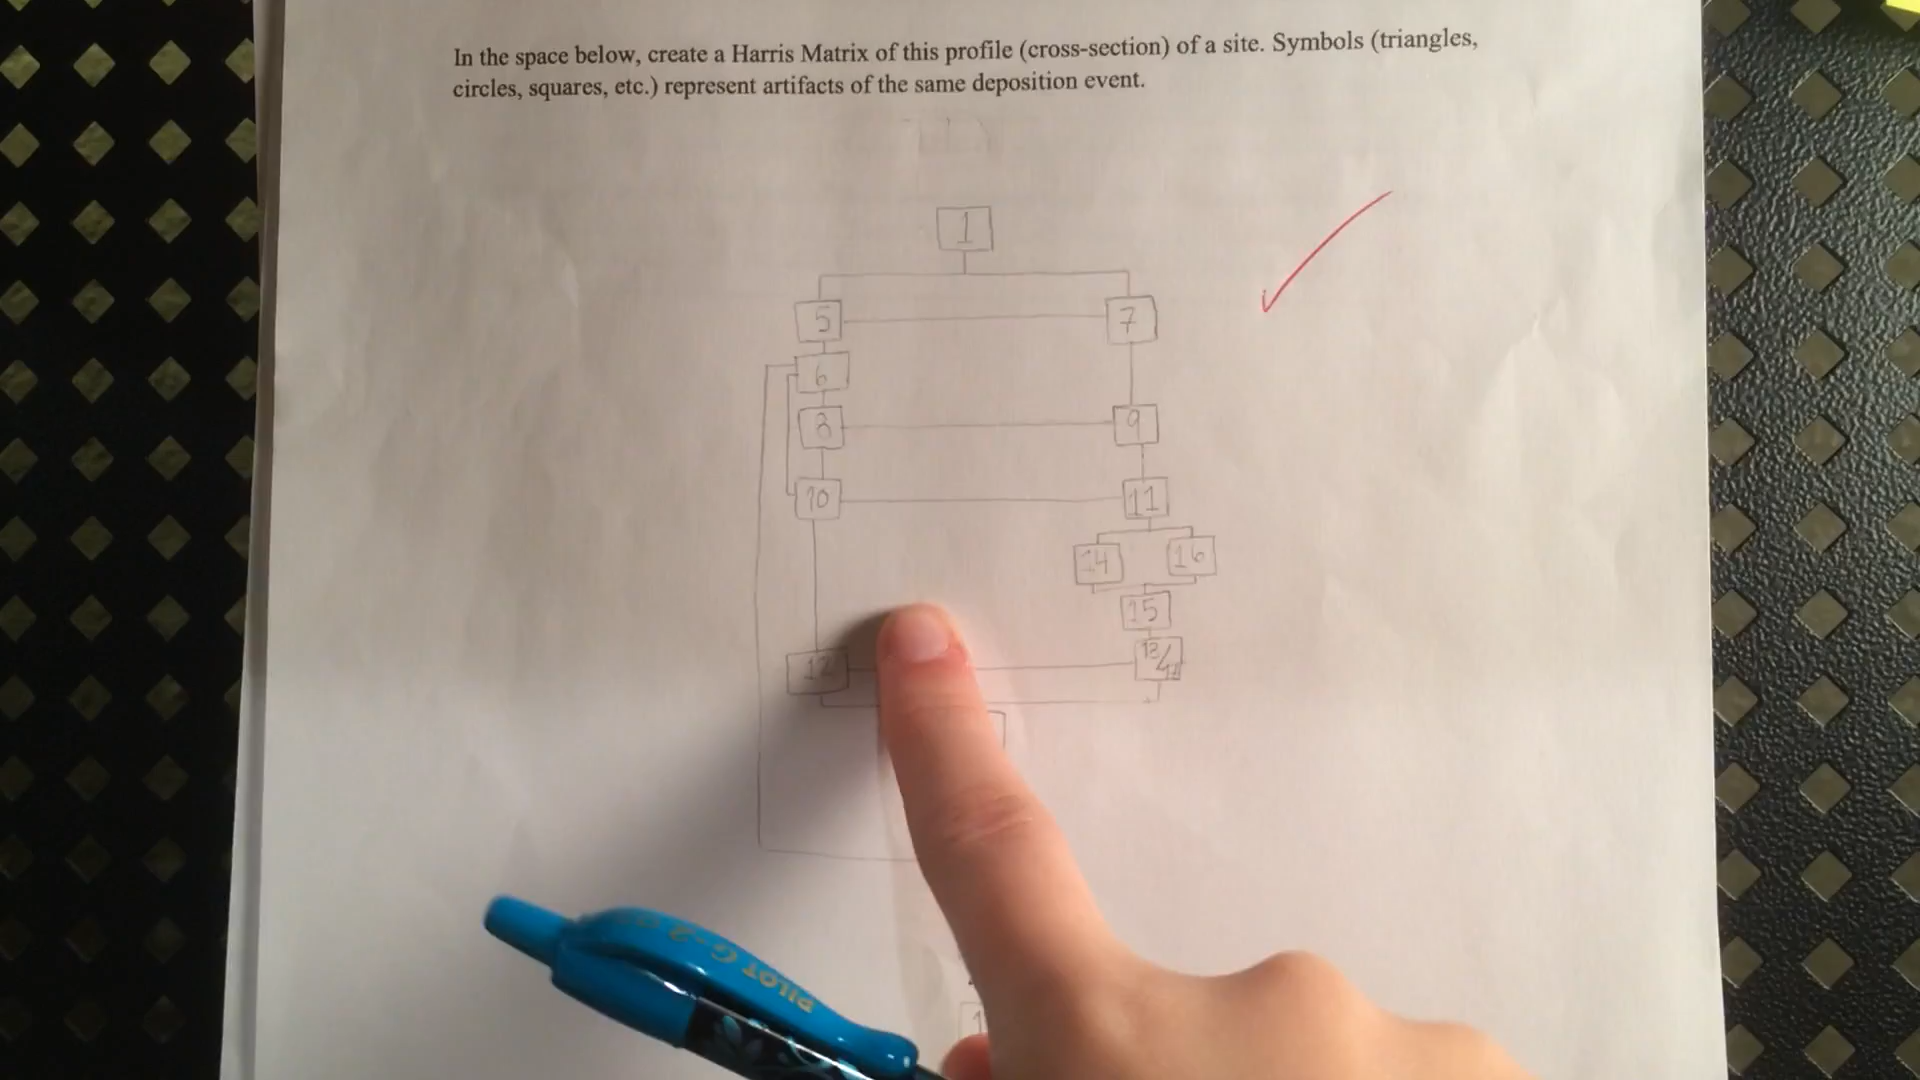 In the space below, create a Harris Matrix of this profile (cross-section) of a site. Symbols (triangles,
circles, squares, etc.) represent artifacts of the same deposition event.
1
5 7
6
8 9
10 11
14 16
15
12
PILOT G-2